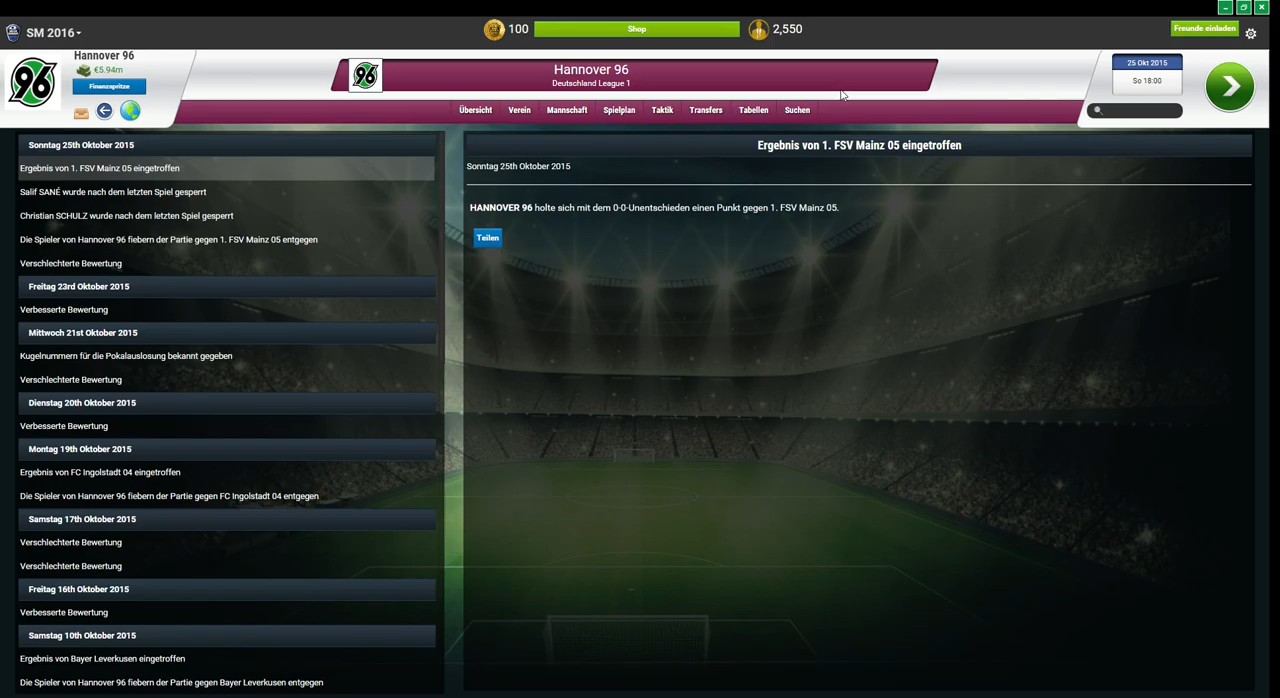 SM 2016
100
Shop
2,550
Freunde einladen
Hannover 96
€5.94m
Finanzspritze
96
96
Hannover 96
Deutschland League 1
25 Okt 2015
So 18:00
Übersicht Verein Mannschaft Spielplan Taktik Transfers Tabellen Suchen
Sonntag 25th Oktober 2015
Ergebnis von 1. FSV Mainz 05 eingetroffen
Salif SANÉ wurde nach dem letzten Spiel gesperrt
Christian SCHULZ wurde nach dem letzten Spiel gesperrt
Die Spieler von Hannover 96 fiebern der Partie gegen 1. FSV Mainz 05 entgegen
Verschlechterte Bewertung
Freitag 23rd Oktober 2015
Verbesserte Bewertung
Mittwoch 21st Oktober 2015
Kugelnummern für die Pokalauslosung bekannt gegeben
Verschlechterte Bewertung
Dienstag 20th Oktober 2015
Verbesserte Bewertung
Montag 19th Oktober 2015
Ergebnis von FC Ingolstadt 04 eingetroffen
Die Spieler von Hannover 96 fiebern der Partie gegen FC Ingolstadt 04 entgegen
Samstag 17th Oktober 2015
Verschlechterte Bewertung
Verschlechterte Bewertung
Freitag 16th Oktober 2015
Verbesserte Bewertung
Samstag 10th Oktober 2015
Ergebnis von Bayer Leverkusen eingetroffen
Die Spieler von Hannover 96 fiebern der Partie gegen Bayer Leverkusen entgegen
Ergebnis von 1. FSV Mainz 05 eingetroffen
Sonntag 25th Oktober 2015
HANNOVER 96 holte sich mit dem 0-0-Unentschieden einen Punkt gegen 1. FSV Mainz 05.
Teilen